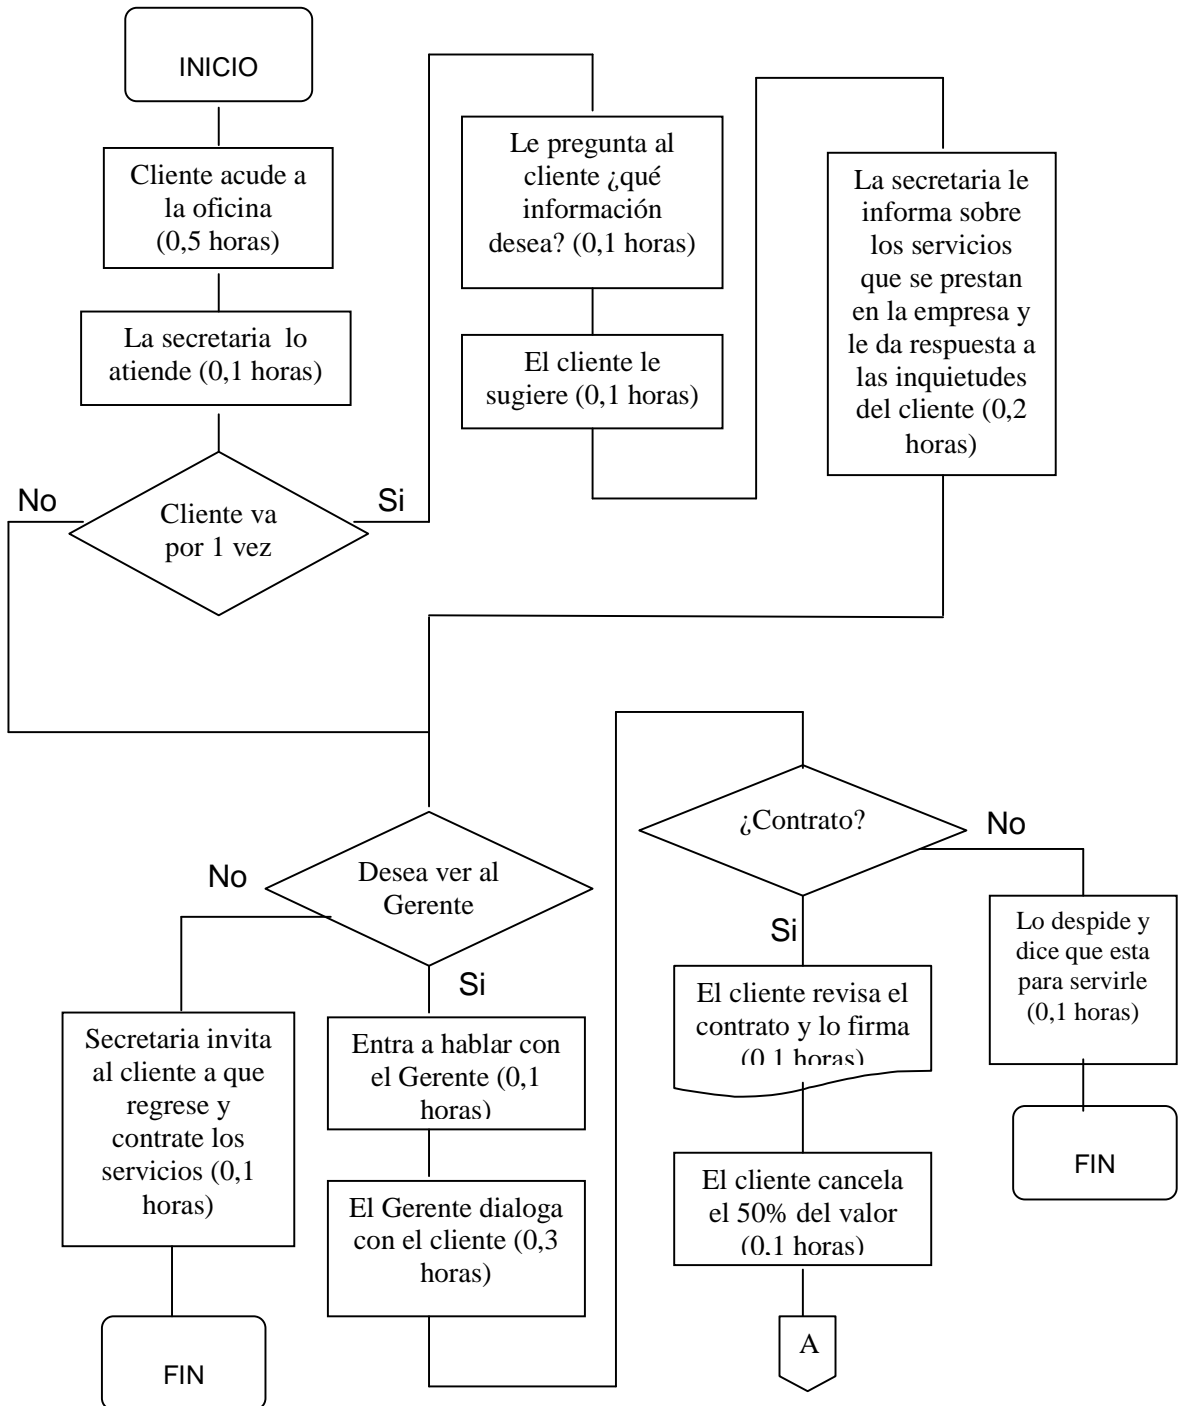 INICIO
Cliente acude a
la oficina
(0,5 horas)
La secretaria lo
atiende (0,1 horas)
Cliente va
por 1 vez
No
Si
Le pregunta al
cliente ¿qué
información
desea? (0,1 horas)
El cliente le
sugiere (0,1 horas)
La secretaria le
informa sobre
los servicios
que se prestan
en la empresa y
le da respuesta a
las inquietudes
del cliente (0,2
horas)
Desea ver al
Gerente
No
Si
Secretaria invita
al cliente a que
regrese y
contrate los
servicios (0,1
horas)
FIN
Entra a hablar con
el Gerente (0,1
horas)
El Gerente dialoga
con el cliente (0,3
horas)
¿Contrato?
No
Si
El cliente revisa el
contrato y lo firma
(0,1 horas)
El cliente cancela
el 50% del valor
(0,1 horas)
A
Lo despide y
dice que esta
para servirle
(0,1 horas)
FIN